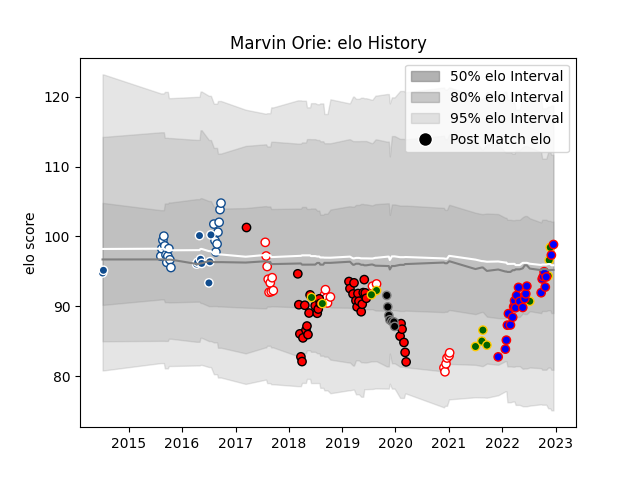 Marvin Orie: elo History
50% elo Interval
80% elo Interval
95% elo Interval
Post Match elo
elo score
120
110
100
90
80
2015 2016 2017 2018 2019 2020 2021 2022 2023